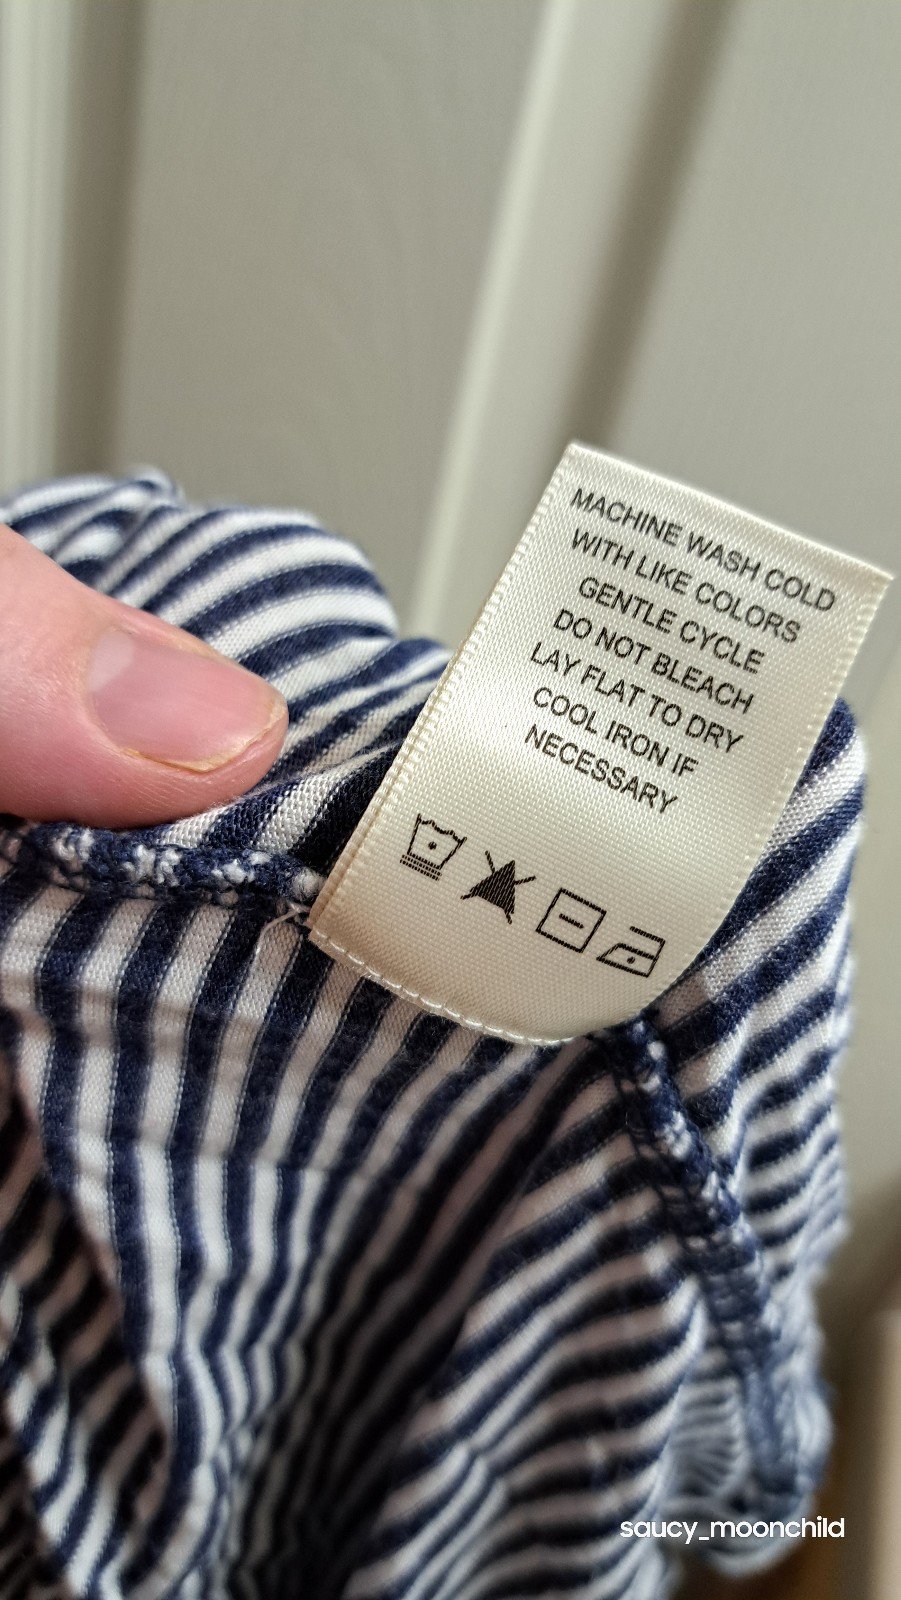 MACHINE WASH COLD
WITH LIKE COLORS
GENTLE CYCLE
DO NOT BLEACH
LAY FLAT TO DRY
COOL IRON IF
NECESSARY
saucy_moonchild